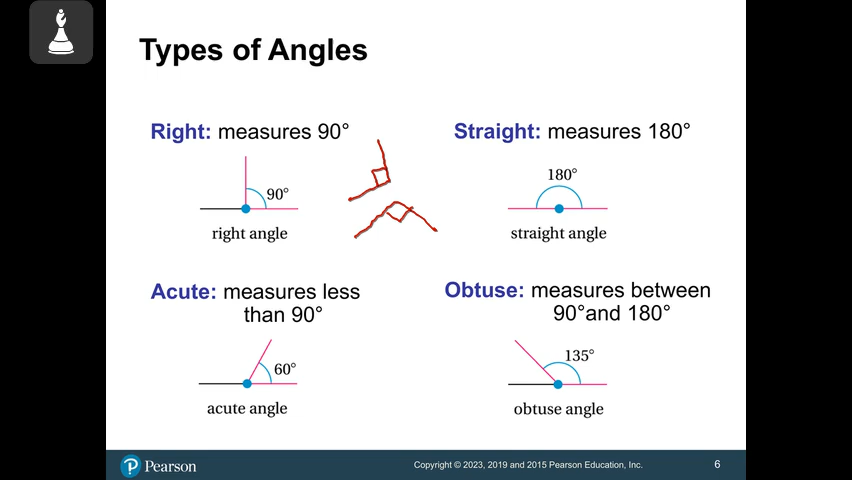 Types of Angles
Right: measures 90°
90°
right angle
Straight: measures 180°
180°
straight angle
Acute: measures less
than 90°
60°
acute angle
Obtuse: measures between
90°and 180°
135°
obtuse angle
Pearson
Copyright © 2023, 2019 and 2015 Pearson Education, Inc.
6